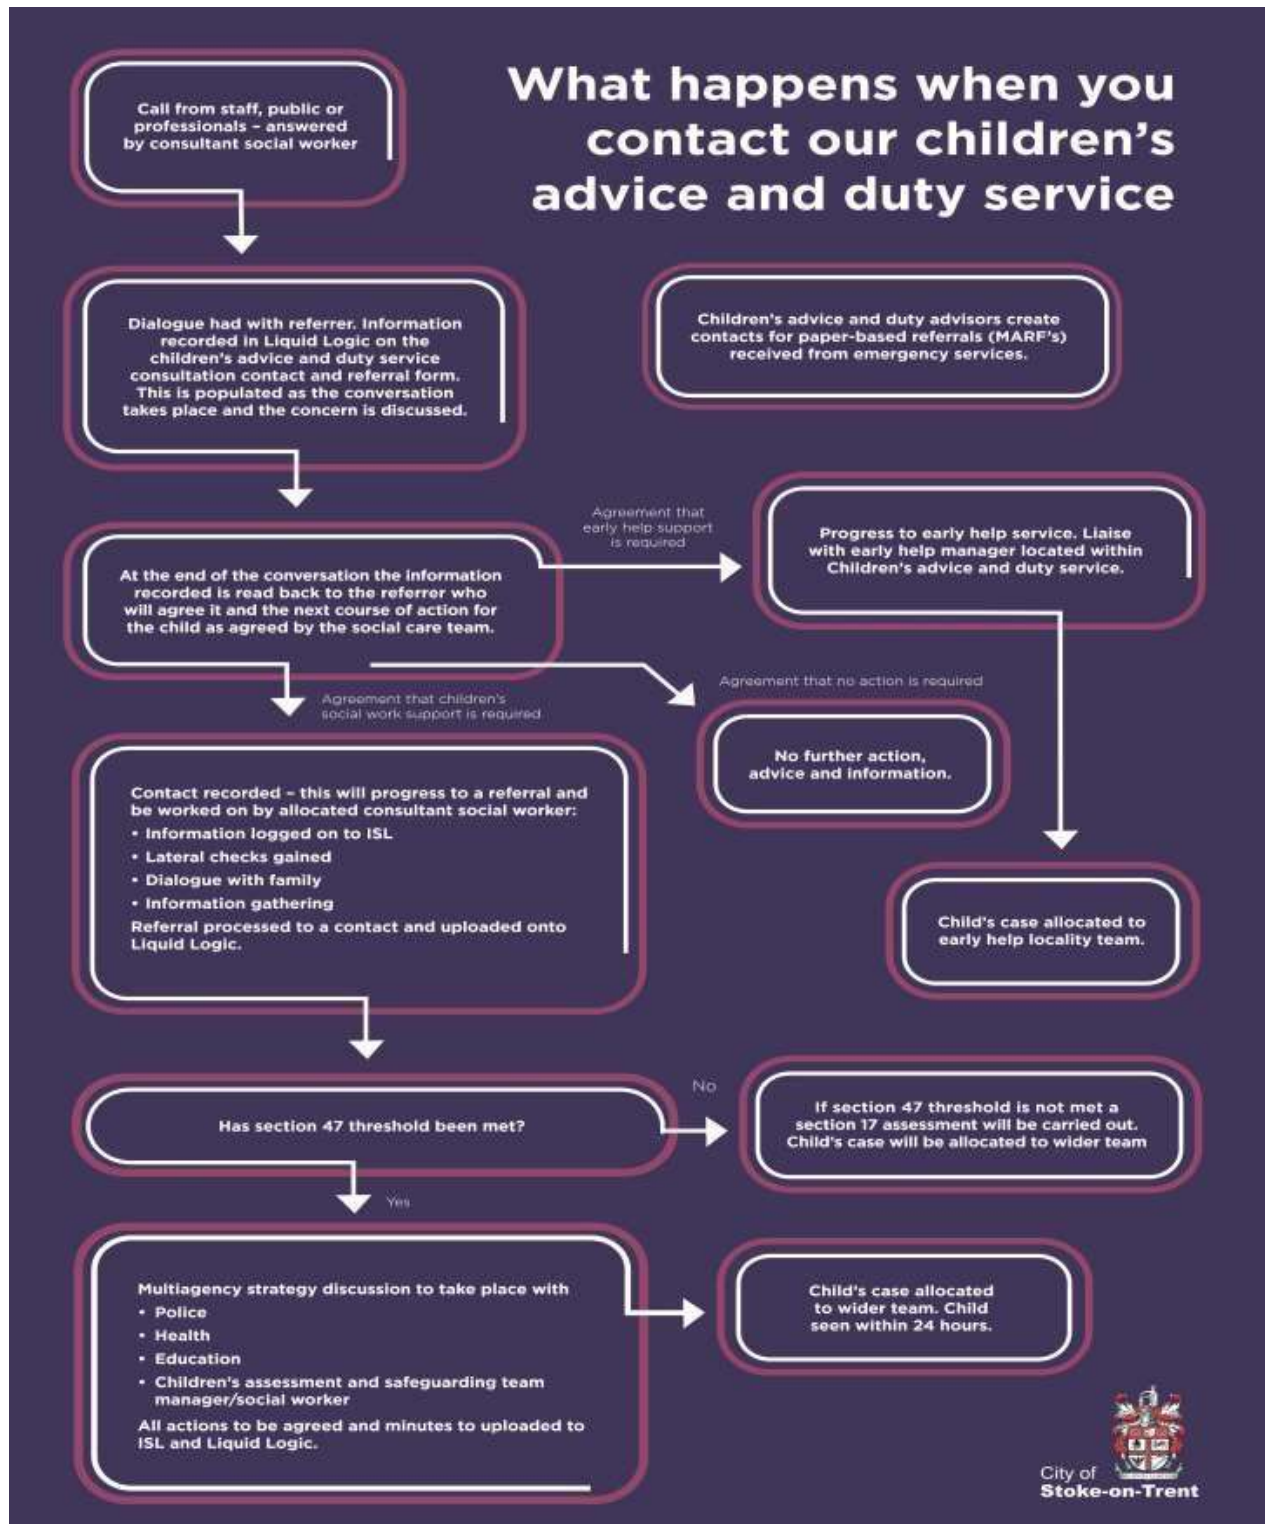 What happens when you
contact our children's
advice and duty service
Call from staff, public or
professionals – answered
by consultant social worker
Dialogue had with referrer. Information
recorded in Liquid Logic on the
children's advice and duty service
consultation contact and referral form.
This is populated as the conversation
takes place and the concern is discussed.
Children's advice and duty advisors create
contacts for paper-based referrals (MARF's)
received from emergency services.
At the end of the conversation the information
recorded is read back to the referrer who
will agree it and the next course of action for
the child as agreed by the social care team.
Agreement that
early help support
is required
Progress to early help service. Liaise
with early help manager located within
Children's advice and duty service.
Agreement that no action is required
No further action,
advice and information.
Agreement that children's
social work support is required
Contact recorded – this will progress to a referral and
be worked on by allocated consultant social worker:
• Information logged on to ISL
• Lateral checks gained
• Dialogue with family
• Information gathering
Referral processed to a contact and uploaded onto
Liquid Logic.
Child's case allocated to
early help locality team.
Has section 47 threshold been met?
No
If section 47 threshold is not met a
section 17 assessment will be carried out.
Child's case will be allocated to wider team
Yes
Multiagency strategy discussion to take place with
• Police
• Health
• Education
• Children's assessment and safeguarding team
manager/social worker
All actions to be agreed and minutes to uploaded to
ISL and Liquid Logic.
Child's case allocated
to wider team. Child
seen within 24 hours.
City of
Stoke-on-Trent